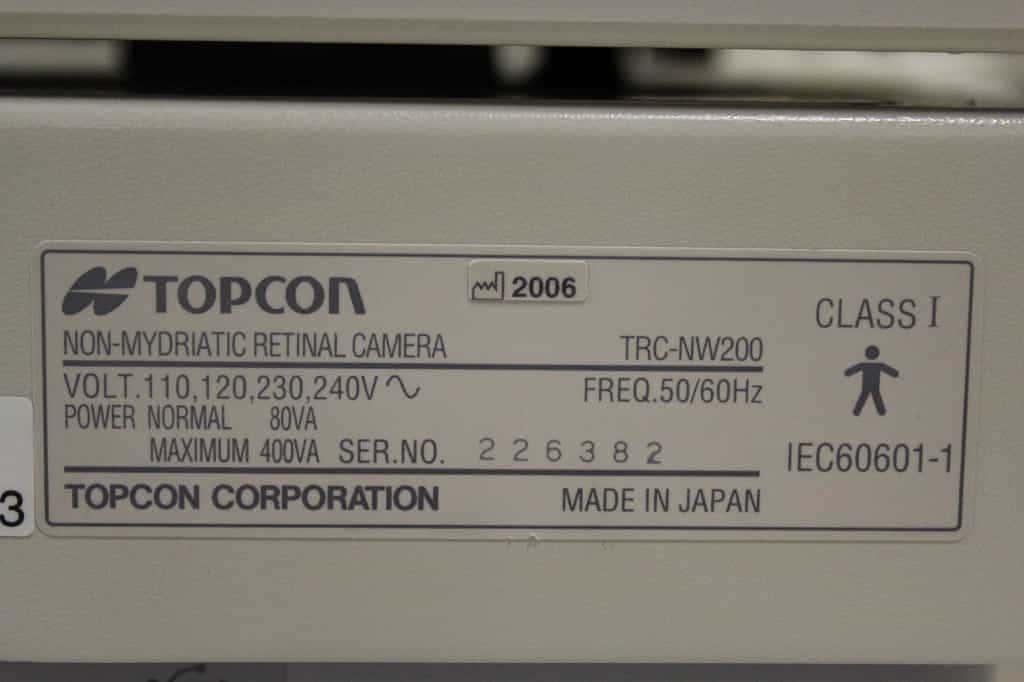 TOPCON
2006
NON-MYDRIATIC RETINAL CAMERA TRC-NW200
VOLT.110,120,230,240V FREQ.50/60Hz
POWER NORMAL 80VA
MAXIMUM 400VA SER.NO. 226382
TOPCON CORPORATION MADE IN JAPAN
CLASS I
IEC60601-1
3